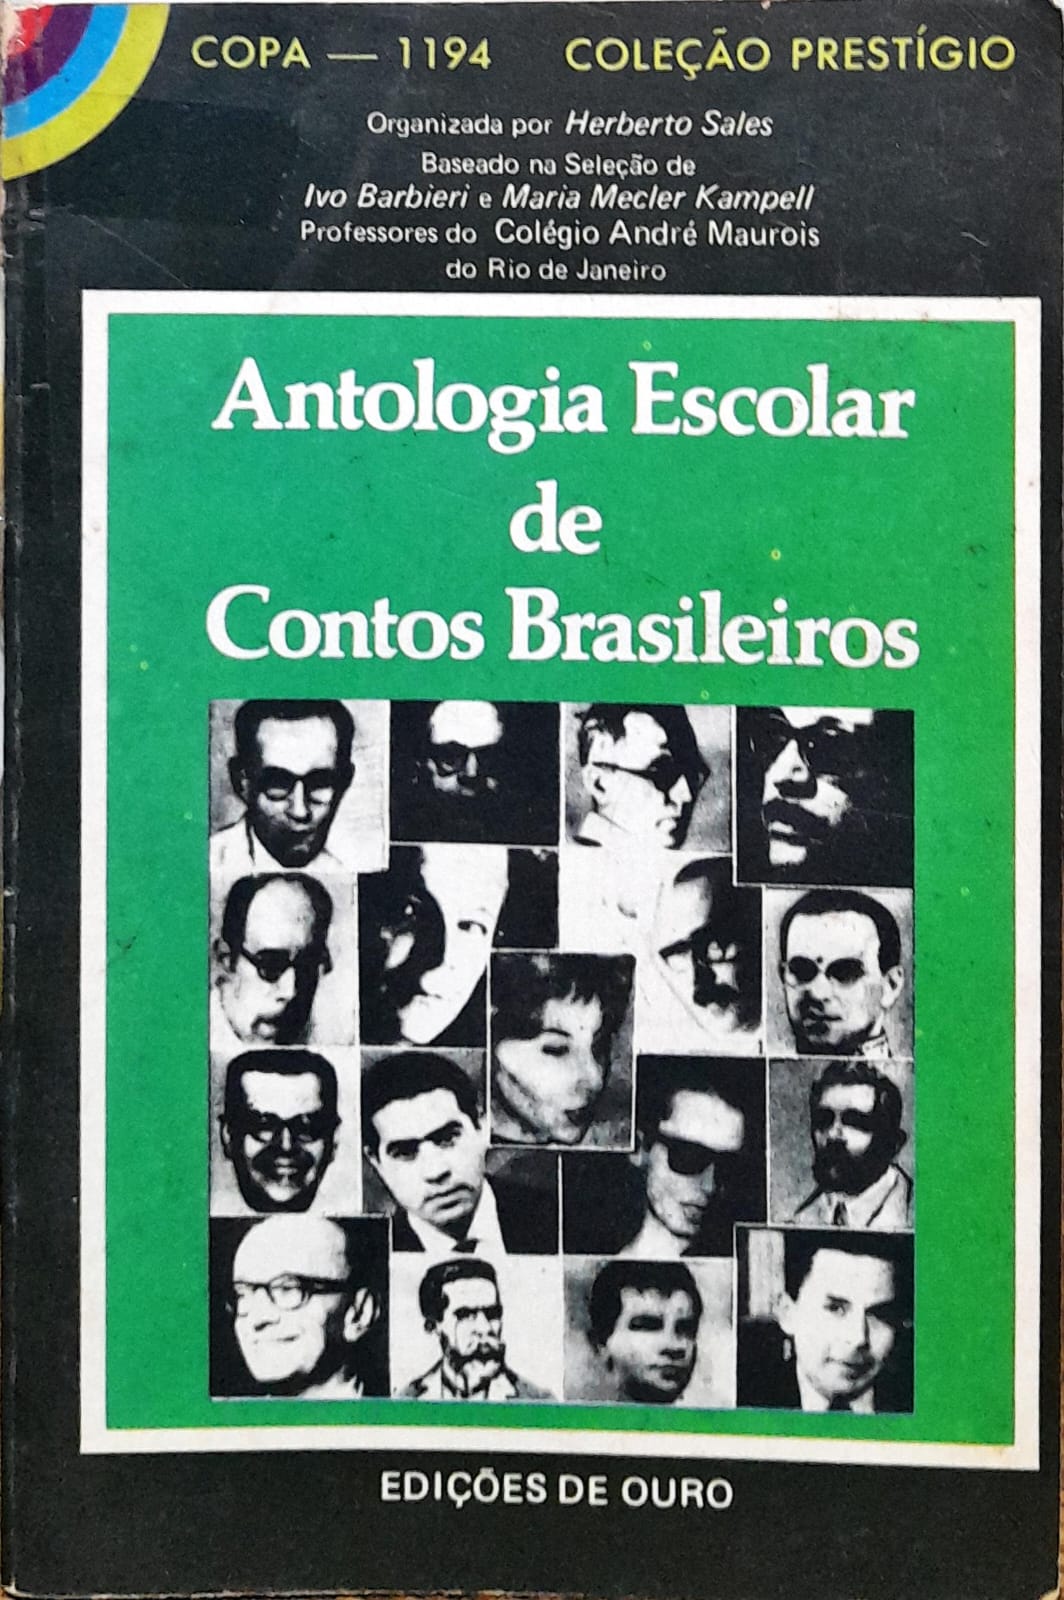 COPA — 1194 COLEÇÃO PRESTÍGIO
Organizada por Herberto Sales
Baseado na Seleção de
Ivo Barbieri e Maria Mecler Kampell
Professores do Colégio André Maurois
do Rio de Janeiro
Antologia Escolar
de
Contos Brasileiros
EDIÇÕES DE OURO